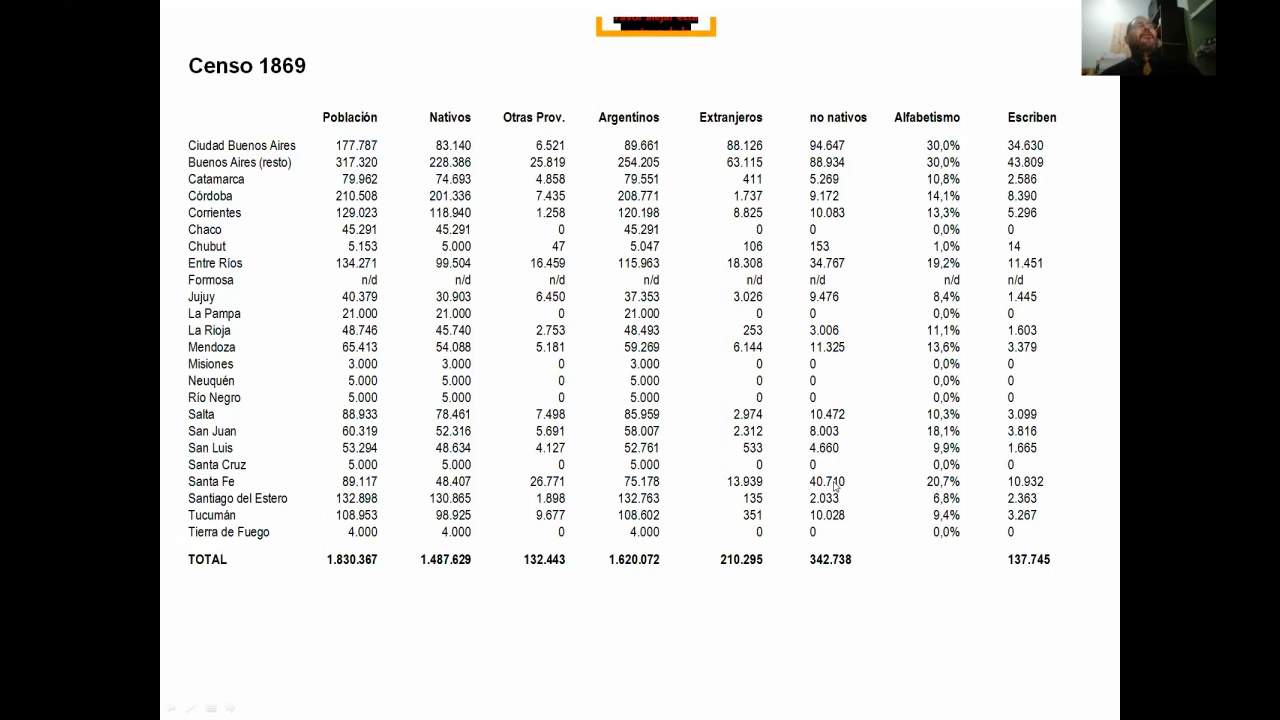 Favor alejar esta
Censo 1869
Población Nativos Otras Prov. Argentinos Extranjeros no nativos Alfabetismo Escriben
Ciudad Buenos Aires 177.787 83.140 6.521 89.661 88.126 94.647 30,0% 34.630
Buenos Aires (resto) 317.320 228.386 25.819 254.205 63.115 88.934 30,0% 43.809
Catamarca 79.962 74.693 4.858 79.551 411 5.269 10,8% 2.586
Córdoba 210.508 201.336 7.435 208.771 1.737 9.172 14,1% 8.390
Corrientes 129.023 118.940 1.258 120.198 8.825 10.083 13,3% 5.296
Chaco 45.291 45.291 0 45.291 0 0 0,0% 0
Chubut 5.153 5.000 47 5.047 106 153 1,0% 14
Entre Ríos 134.271 99.504 16.459 115.963 18.308 34.767 19,2% 11.451
Formosa n/d n/d n/d n/d n/d n/d n/d n/d
Jujuy 40.379 30.903 6.450 37.353 3.026 9.476 8,4% 1.445
La Pampa 21.000 21.000 0 21.000 0 0 0,0% 0
La Rioja 48.746 45.740 2.753 48.493 253 3.006 11,1% 1.603
Mendoza 65.413 54.088 5.181 59.269 6.144 11.325 13,6% 3.379
Misiones 3.000 3.000 0 3.000 0 0 0,0% 0
Neuquén 5.000 5.000 0 5.000 0 0 0,0% 0
Río Negro 5.000 5.000 0 5.000 0 0 0,0% 0
Salta 88.933 78.461 7.498 85.959 2.974 10.472 10,3% 3.099
San Juan 60.319 52.316 5.691 58.007 2.312 8.003 18,1% 3.816
San Luis 53.294 48.634 4.127 52.761 533 4.660 9,9% 1.665
Santa Cruz 5.000 5.000 0 5.000 0 0 0,0% 0
Santa Fe 89.117 48.407 26.771 75.178 13.939 40.710 20,7% 10.932
Santiago del Estero 132.898 130.865 1.898 132.763 135 2.033 6,8% 2.363
Tucumán 108.953 98.925 9.677 108.602 351 10.028 9,4% 3.267
Tierra de Fuego 4.000 4.000 0 4.000 0 0 0,0% 0
TOTAL 1.830.367 1.487.629 132.443 1.620.072 210.295 342.738 137.745